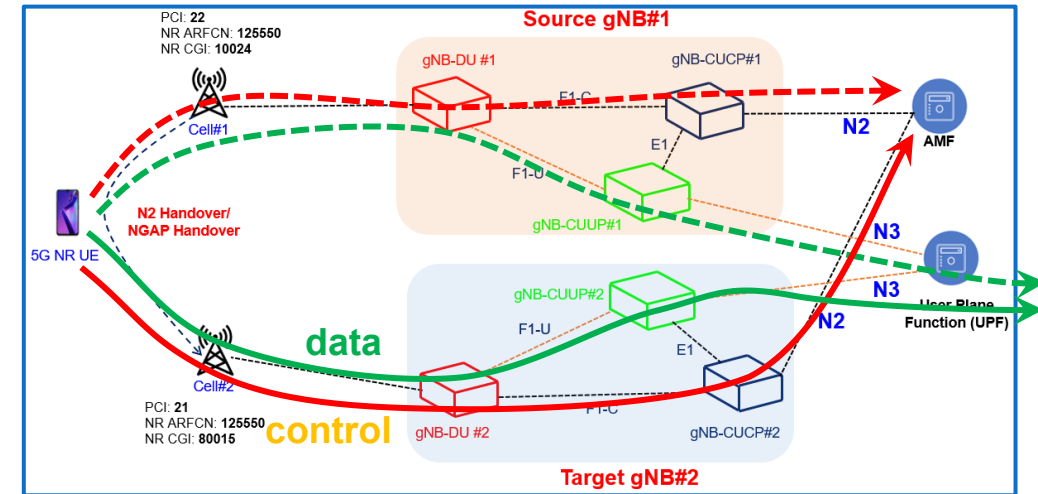 PCI: 22
NR ARFCN: 125550
NR CGI: 10024
Source gNB#1
gNB-DU #1
gNB-CUCP#1
F1-C
Cell#1
N2
AMF
E1
F1-U
N2 Handover/
NGAP Handover
gNB-CUUP#1
N3
5G NR UE
gNB-CUUP#2
N3
User Plane
Function (UPF)
N2
F1-U
data
E1
Cell#2
PCI: 21
NR ARFCN: 125550
NR CGI: 80015
control
F1-C
gNB-DU #2
gNB-CUCP#2
Target gNB#2